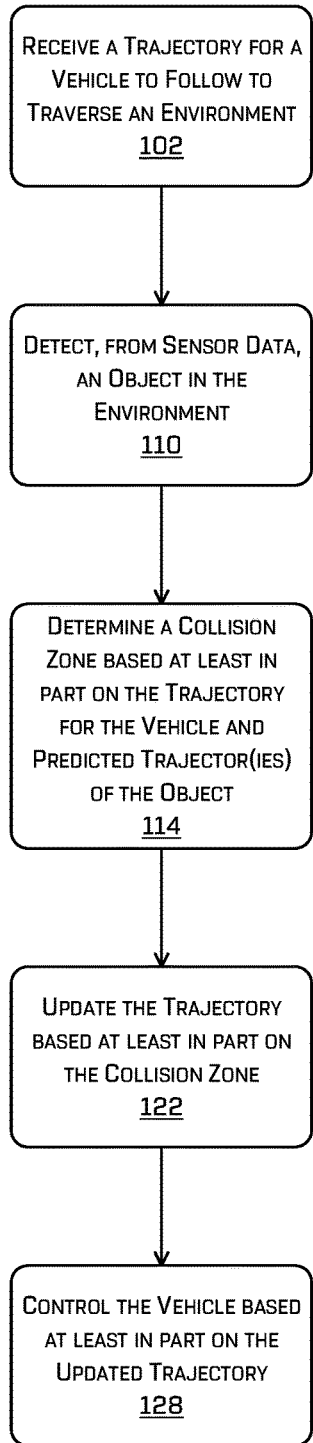 RECEIVE A TRAJECTORY FOR A
VEHICLE TO FOLLOW TO
TRAVERSE AN ENVIRONMENT
102
DETECT, FROM SENSOR DATA,
AN OBJECT IN THE
ENVIRONMENT
110
DETERMINE A COLLISION
ZONE BASED AT LEAST IN
PART ON THE TRAJECTORY
FOR THE VEHICLE AND
PREDICTED TRAJECTOR(IES)
OF THE OBJECT
114
UPDATE THE TRAJECTORY
BASED AT LEAST IN PART ON
THE COLLISION ZONE
122
CONTROL THE VEHICLE BASED
AT LEAST IN PART ON THE
UPDATED TRAJECTORY
128